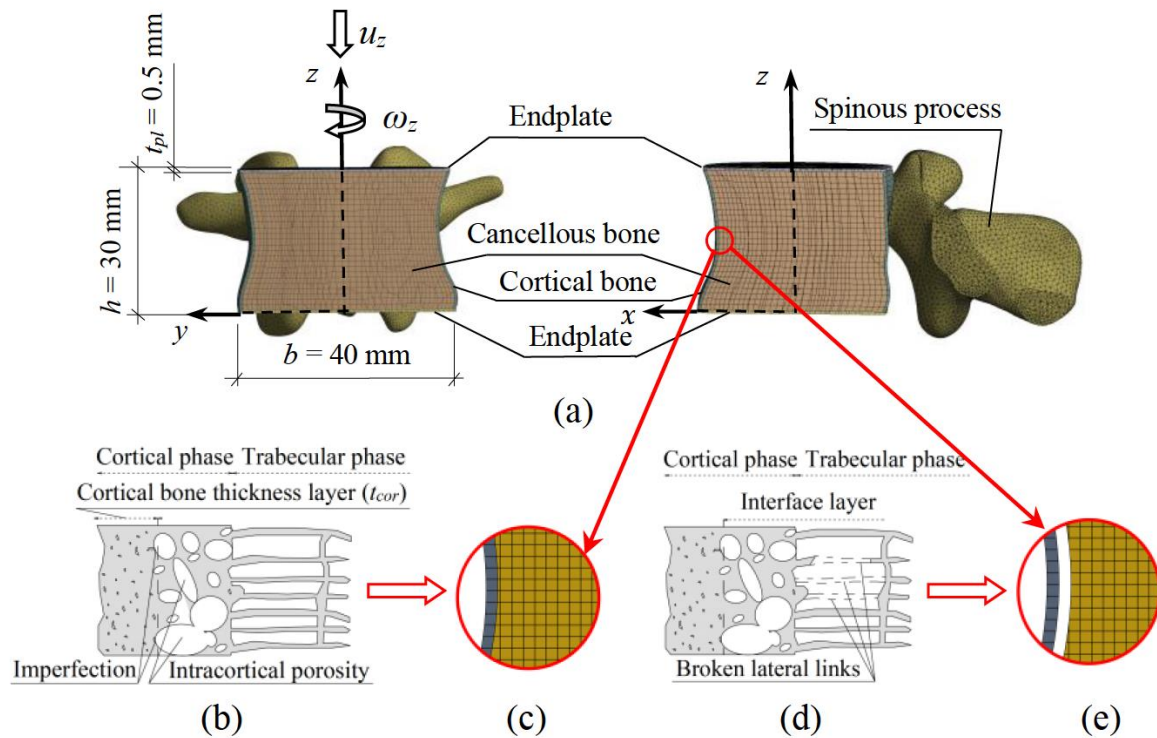 u_z
z
ω_z
t_pl = 0.5 mm
h = 30 mm
y
b = 40 mm
Endplate
Cancellous bone
Cortical bone
Endplate
z
x
Spinous process
(a)
Cortical phase Trabecular phase
Cortical bone thickness layer (t_cor)
Imperfection Intracortical porosity
(b)
(c)
Cortical phase Trabecular phase
Interface layer
Broken lateral links
(d)
(e)